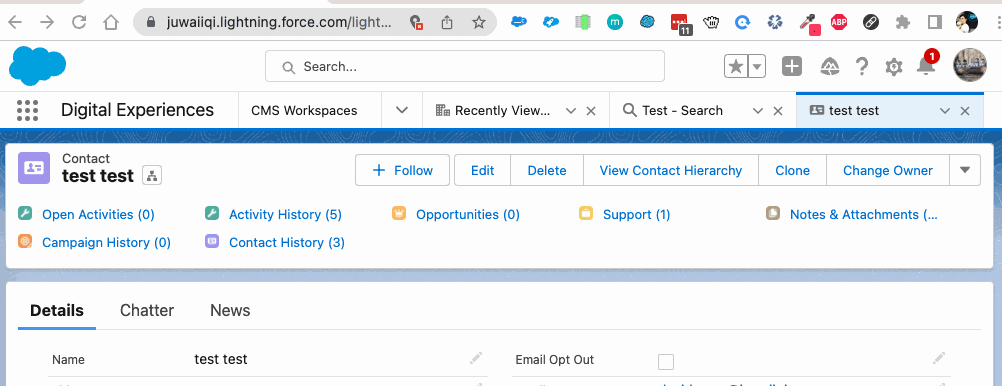 juwaiiqi.lightning.force.com/light...
11
ABP
Search...
1
Digital Experiences
CMS Workspaces
Recently View...
Test - Search
test test
Contact
test test
Follow
Edit
Delete
View Contact Hierarchy
Clone
Change Owner
Open Activities (0)
Activity History (5)
Opportunities (0)
Support (1)
Notes & Attachments (...
Campaign History (0)
Contact History (3)
Details
Chatter
News
Name
test test
Email Opt Out